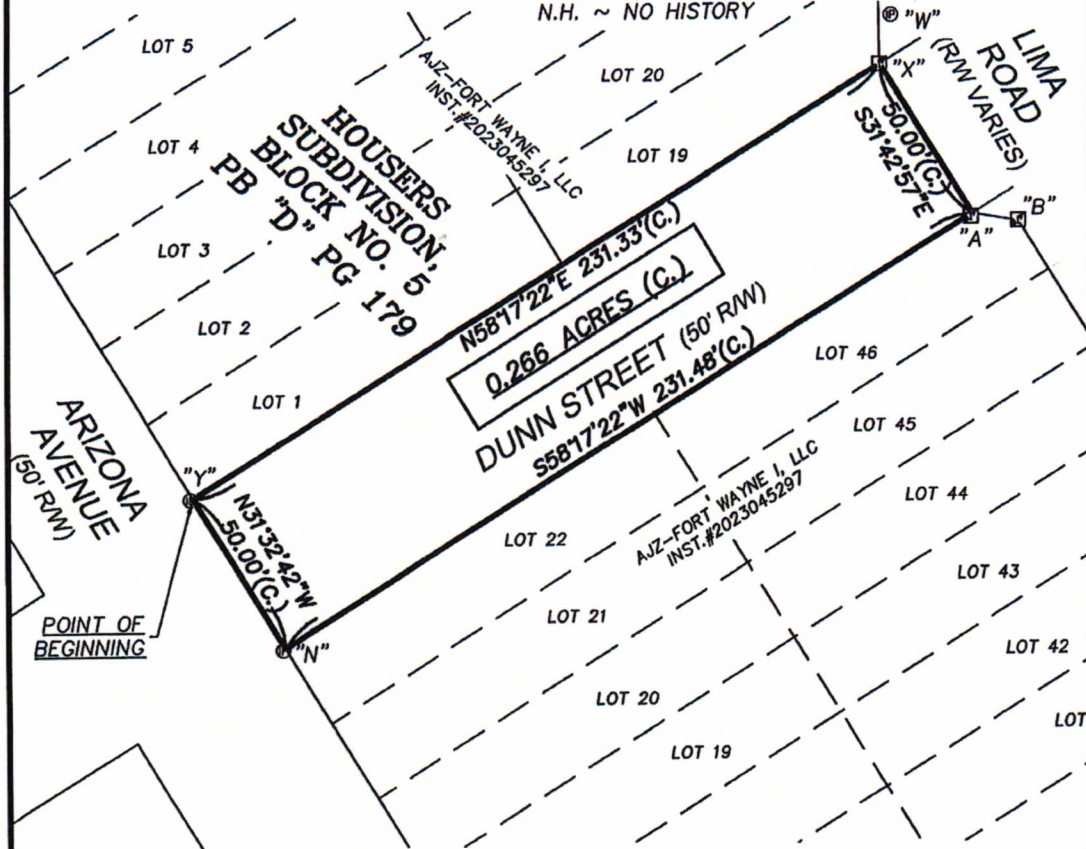 N.H. ~ NO HISTORY
"W"
LIMA
ROAD
(R/W VARIES)
"X"
LOT 5
LOT 20
AJZ-FORT WAYNE I, LLC
INST.#2023045297
LOT 4
HOUSERS
SUBDIVISION,
BLOCK NO. 5
PB "D" PG 179
LOT 19
50.00'(C.)
S31°42'57"E
LOT 3
"A"
"B"
N58°17'22"E 231.33'(C.)
0.266 ACRES (C.)
DUNN STREET (50' R/W)
S58°17'22"W 231.48'(C.)
LOT 2
LOT 1
LOT 46
ARIZONA
AVENUE
(50' R/W)
LOT 45
"Y"
N31°32'42"W
50.00'(C.)
AJZ-FORT WAYNE I, LLC
INST.#2023045297
LOT 44
LOT 22
LOT 43
POINT OF
BEGINNING
LOT 21
"N"
LOT 42
LOT 20
LOT
LOT 19